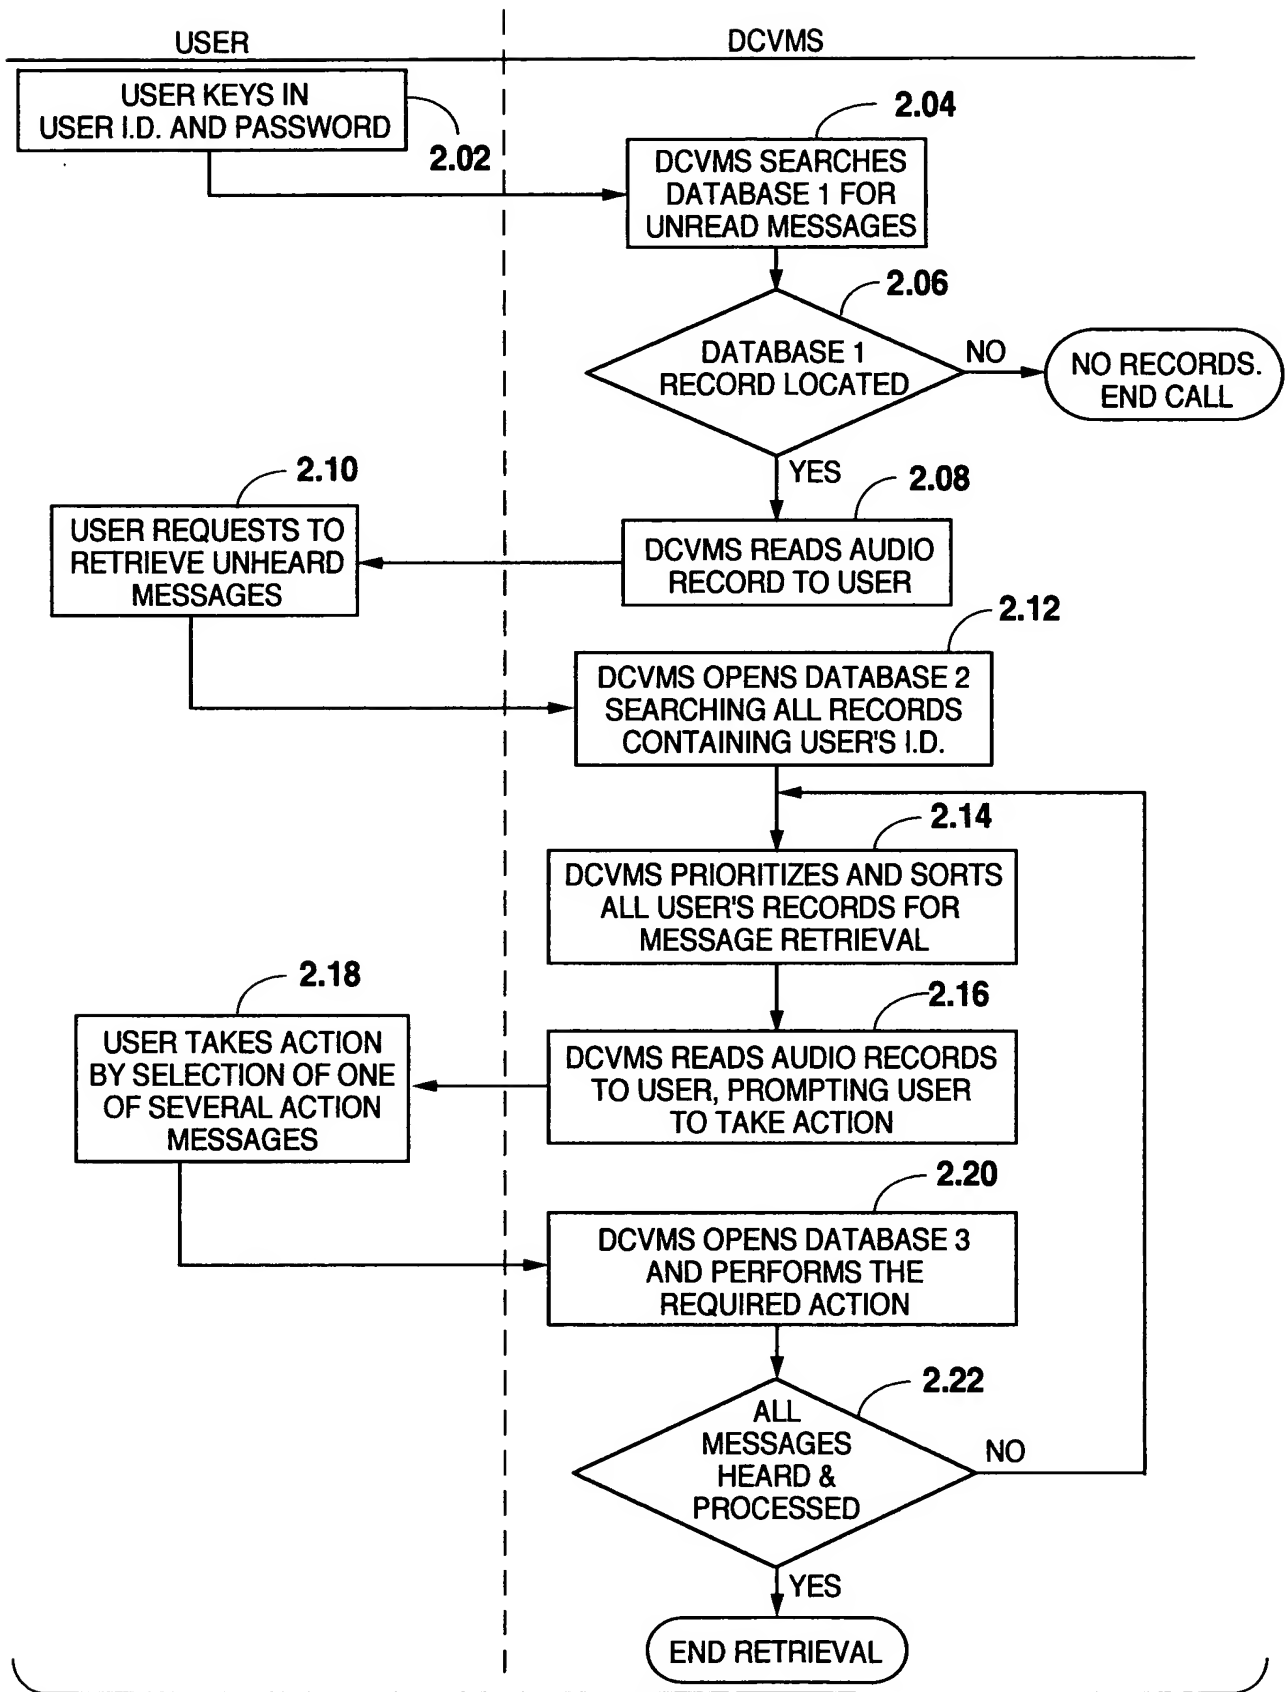 USER
DCVMS
USER KEYS IN
USER I.D. AND PASSWORD
2.02
2.04
DCVMS SEARCHES
DATABASE 1 FOR
UNREAD MESSAGES
2.06
DATABASE 1
RECORD LOCATED
NO
NO RECORDS.
END CALL
YES
2.08
DCVMS READS AUDIO
RECORD TO USER
2.10
USER REQUESTS TO
RETRIEVE UNHEARD
MESSAGES
2.12
DCVMS OPENS DATABASE 2
SEARCHING ALL RECORDS
CONTAINING USER'S I.D.
2.14
DCVMS PRIORITIZES AND SORTS
ALL USER'S RECORDS FOR
MESSAGE RETRIEVAL
2.16
DCVMS READS AUDIO RECORDS
TO USER, PROMPTING USER
TO TAKE ACTION
2.18
USER TAKES ACTION
BY SELECTION OF ONE
OF SEVERAL ACTION
MESSAGES
2.20
DCVMS OPENS DATABASE 3
AND PERFORMS THE
REQUIRED ACTION
2.22
ALL
MESSAGES
HEARD &
PROCESSED
NO
YES
END RETRIEVAL